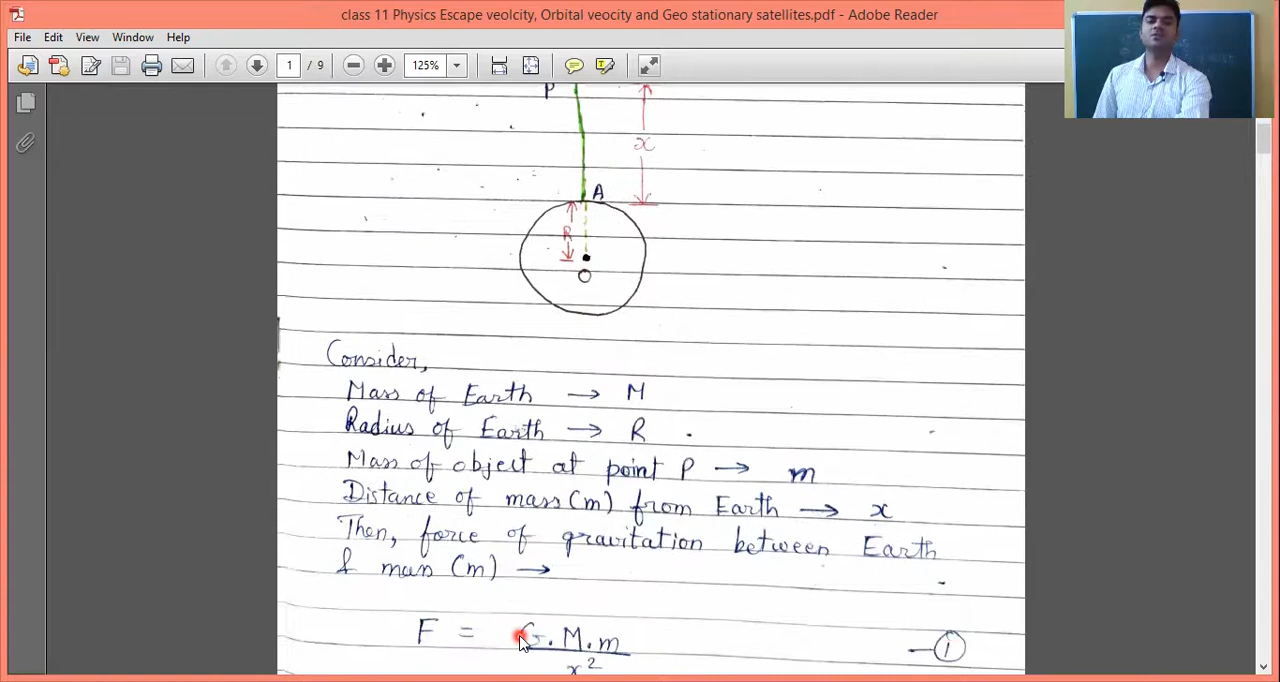 class 11 Physics Escape veolcity, Orbital veocity and Geo stationary satellites.pdf - Adobe Reader
File Edit View Window Help
1 / 9 125%
P
x
A
R
O
Consider,
Mass of Earth → M
Radius of Earth → R
Mass of object at point P → m
Distance of mass (m) from Earth → x
Then, force of gravitation between Earth
& mass (m) →
F = G.M.m —(i)
x²